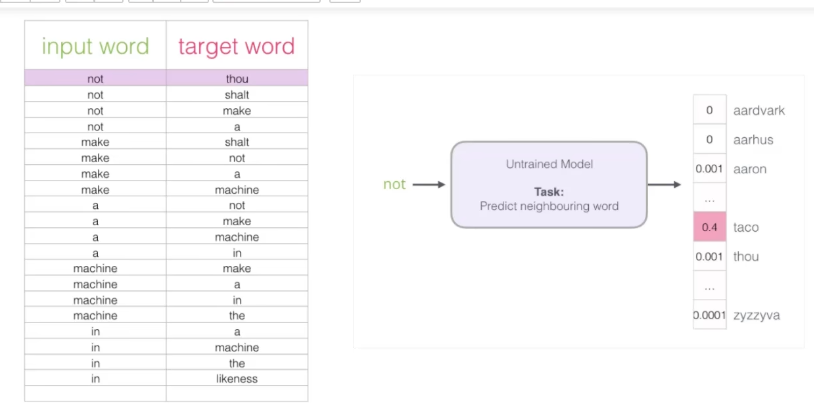 input word target word
not thou
not shalt
not make
not a
make shalt
make not
make a
make machine
a not
a make
a machine
a in
machine make
machine a
machine in
machine the
in a
in machine
in the
in likeness
not
Untrained Model
Task:
Predict neighbouring word
0 aardvark
0 aarhus
0.001 aaron
...
0.4 taco
0.001 thou
...
0.0001 zyzzyva